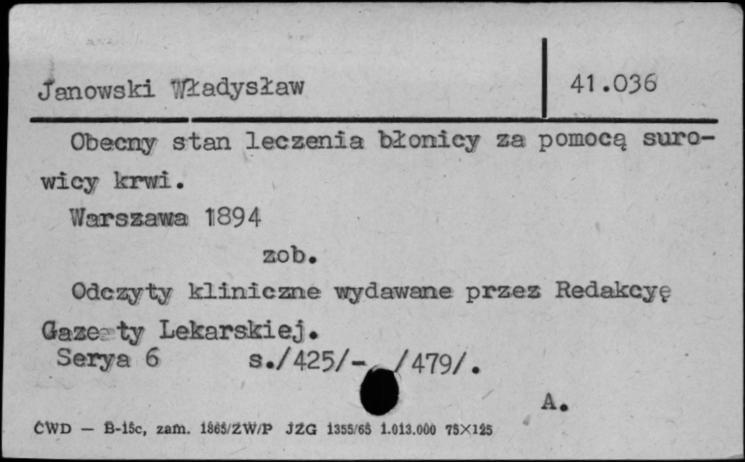 Janowski Władysław 41.036
Obecny stan leczenia błonicy za pomocą suro-
wicy krwi.
Warszawa 1894
zob.
Odczyty kliniczne wydawane przez Redakcyę
Gazety Lekarskiej.
Serya 6 s./425/- /479/.
A.
ĆWD — B-15c, zam. 1865/ZW/P JZG 1355/65 1.013.000 75×125